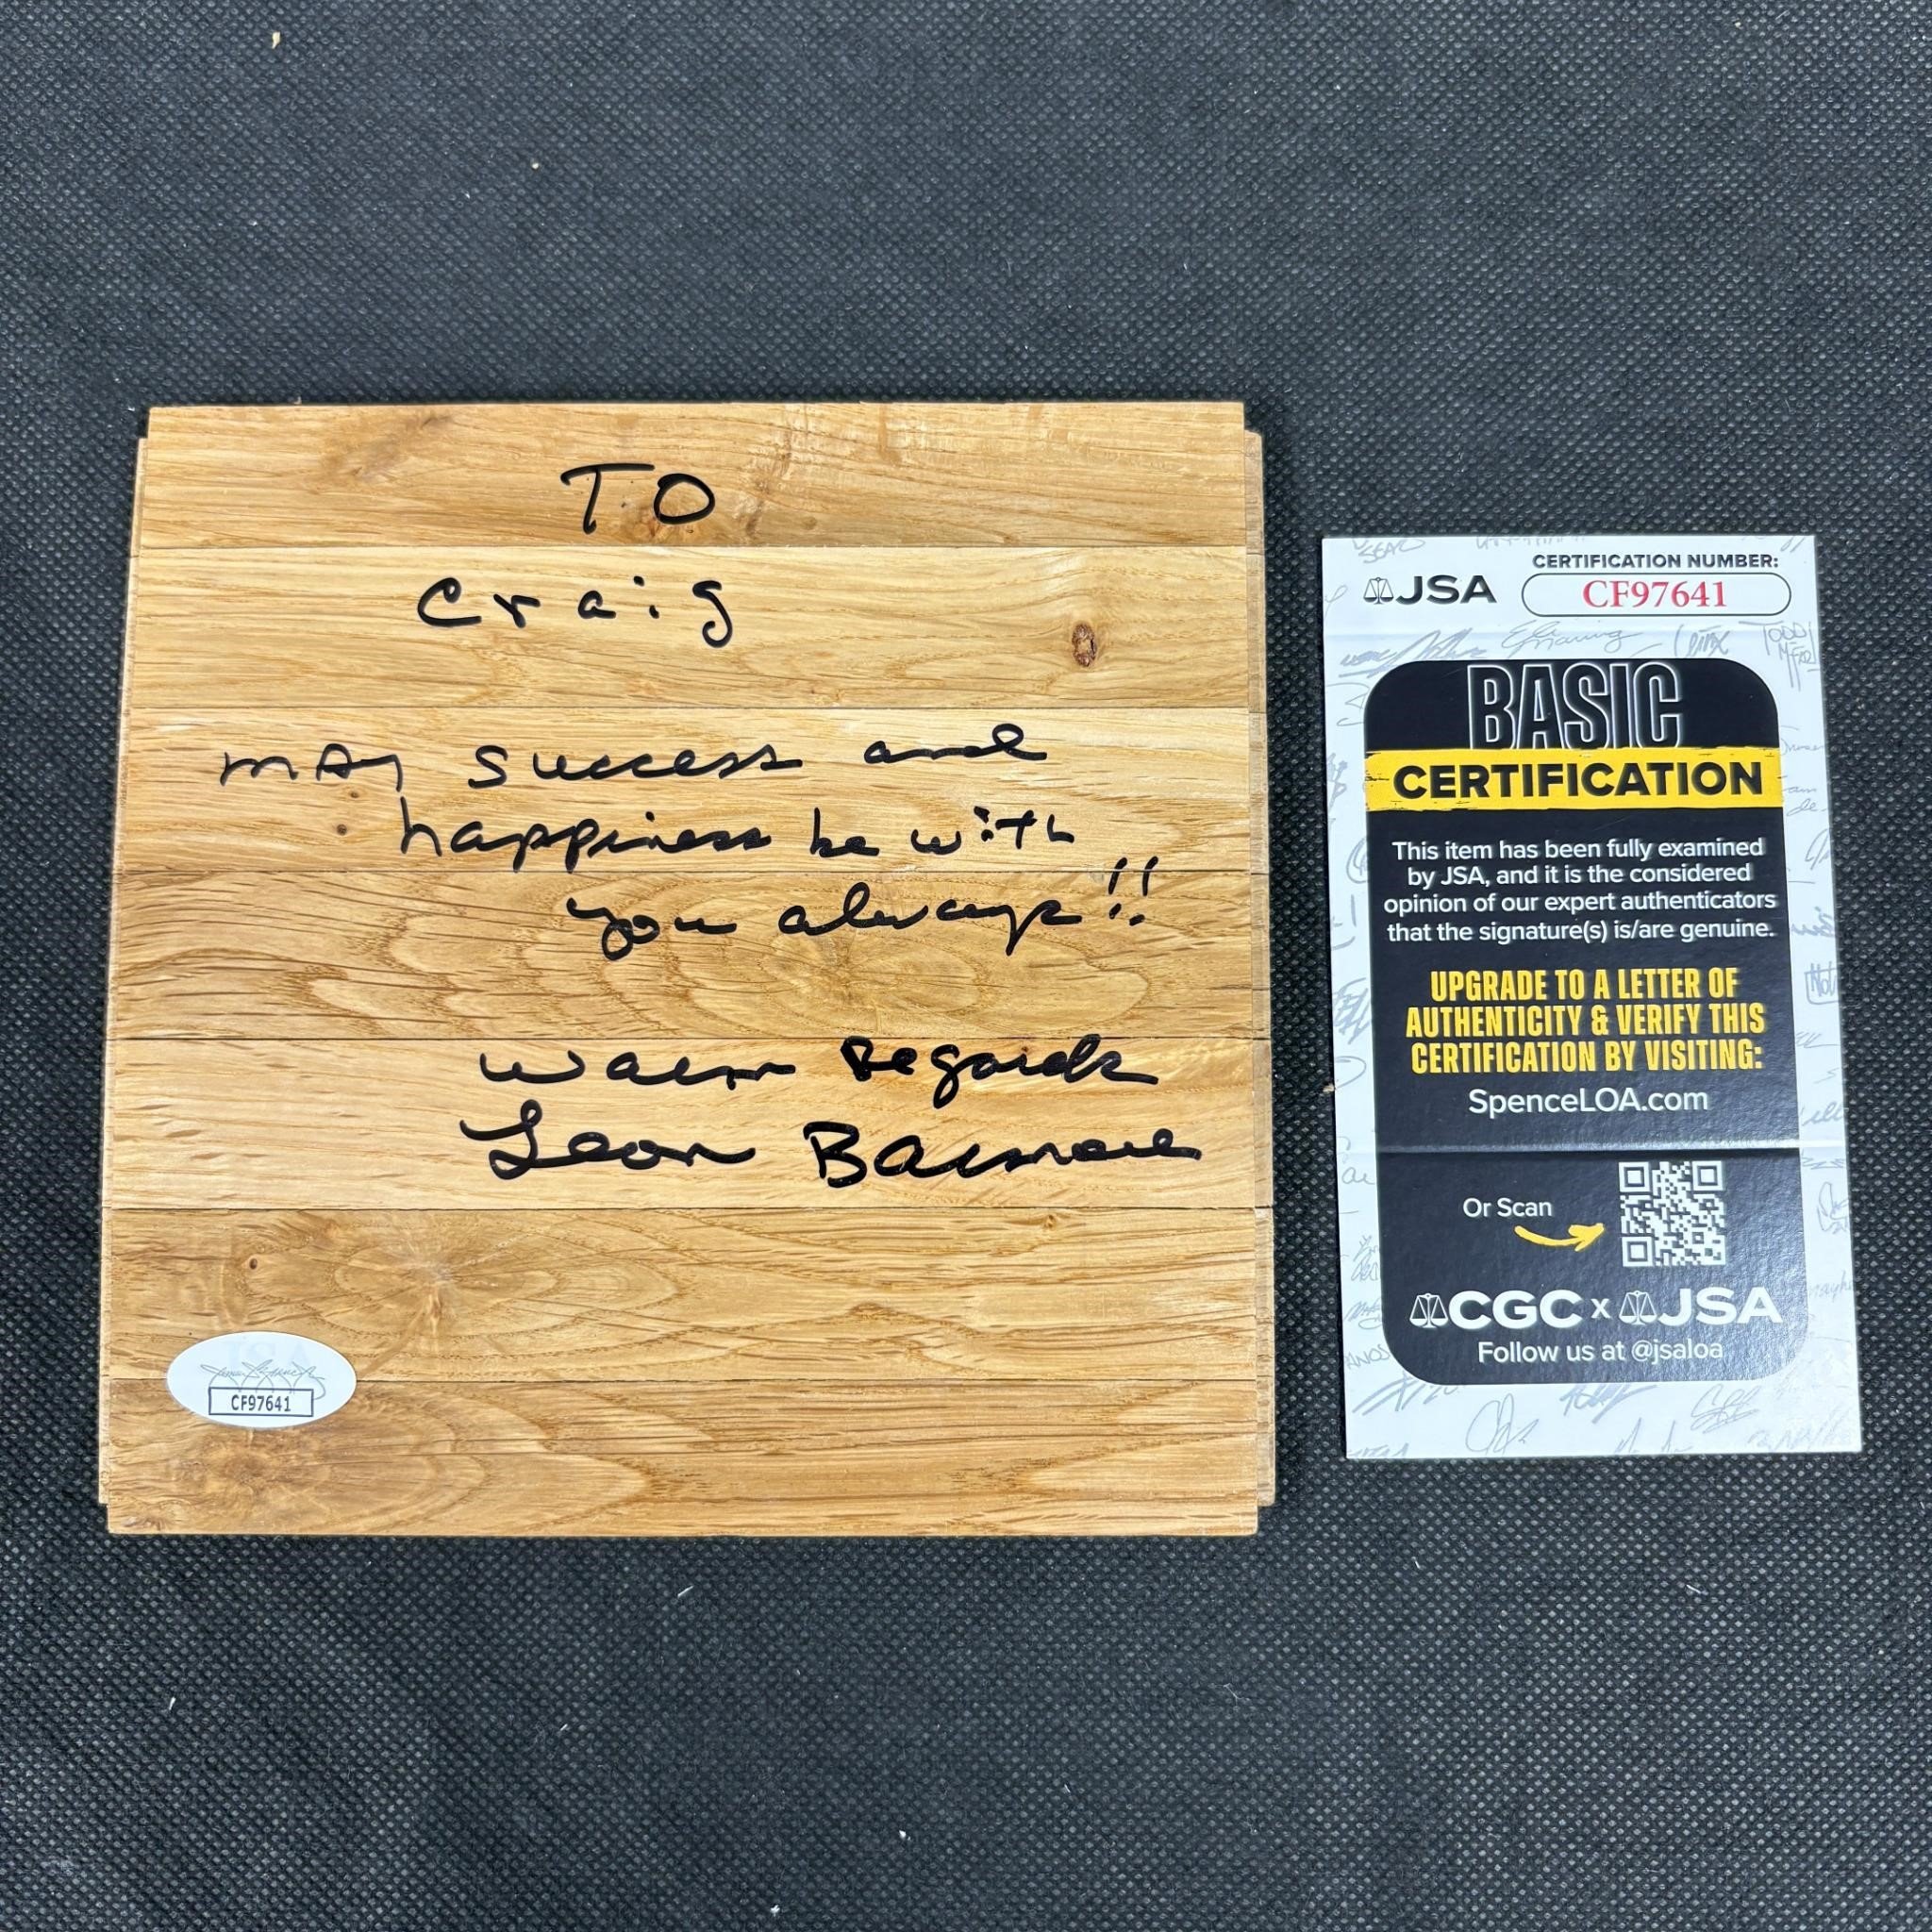 TO
Craig
may success and
happiness be with
you always!!
Warm Regards
Leon Barmore
CF97641
JSA
CERTIFICATION NUMBER:
CF97641
BASIC
CERTIFICATION
This item has been fully examined
by JSA, and it is the considered
opinion of our expert authenticators
that the signature(s) is/are genuine.
UPGRADE TO A LETTER OF
AUTHENTICITY & VERIFY THIS
CERTIFICATION BY VISITING:
SpenceLOA.com
Or Scan
CGC x JSA
Follow us at @jsaloa